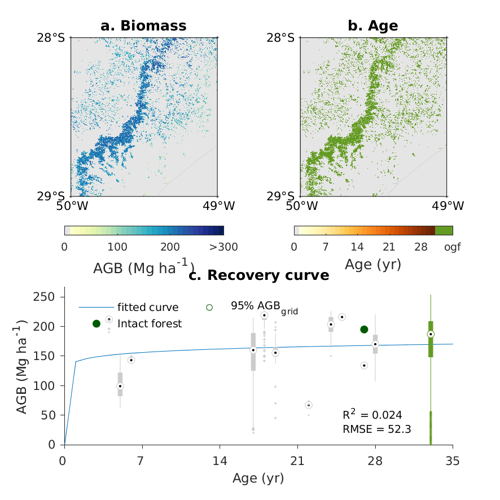 a. Biomass
b. Age
28°S
29°S
50°W 49°W
28°S
29°S
50°W 49°W
0 100 200 >300
AGB (Mg ha⁻¹)
0 7 14 21 28 ogf
Age (yr)
c. Recovery curve
AGB (Mg ha⁻¹)
250
200
150
100
50
0
fitted curve
Intact forest
95% AGBgrid
R² = 0.024
RMSE = 52.3
0 7 14 21 28 35
Age (yr)